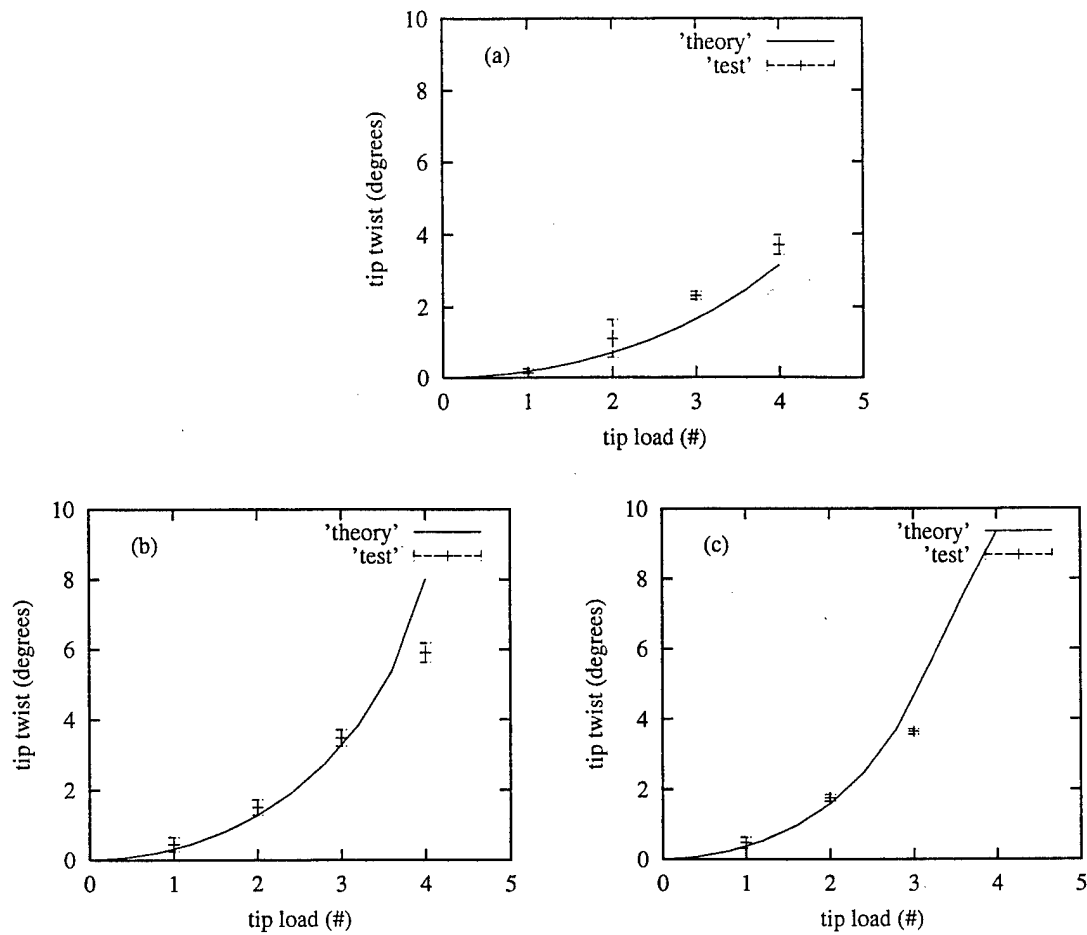 10
8
6
4
2
0
tip twist (degrees)
(a)
'theory'
'test'
0 1 2 3 4 5
tip load (#)
10
8
6
4
2
0
tip twist (degrees)
(b)
'theory'
'test'
0 1 2 3 4 5
tip load (#)
10
8
6
4
2
0
tip twist (degrees)
(c)
'theory'
'test'
0 1 2 3 4 5
tip load (#)